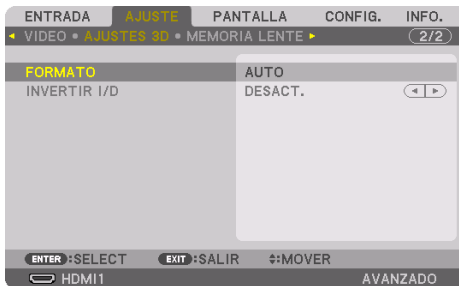 ENTRADA AJUSTE PANTALLA CONFIG. INFO.
VIDEO • AJUSTES 3D • MEMORIA LENTE 2/2
FORMATO AUTO
INVERTIR I/D DESACT.
ENTER :SELECT EXIT :SALIR :MOVER
HDMI1 AVANZADO